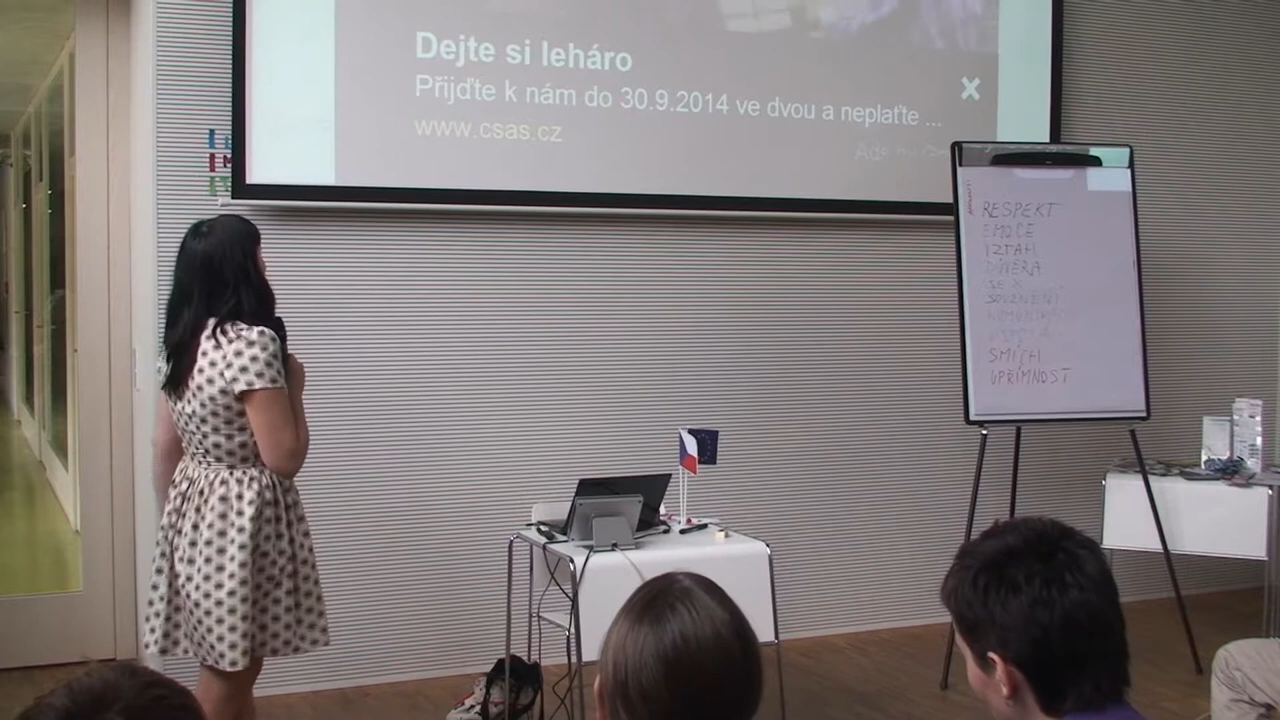 Dejte si leháro
Přijďte k nám do 30.9.2014 ve dvou a neplaťte ...
www.csas.cz
RESPEKT
EMOCE
VZTAH
DŮVĚRA
SEX
SOUZNĚNÍ
SMÍCH
UPŘÍMNOST